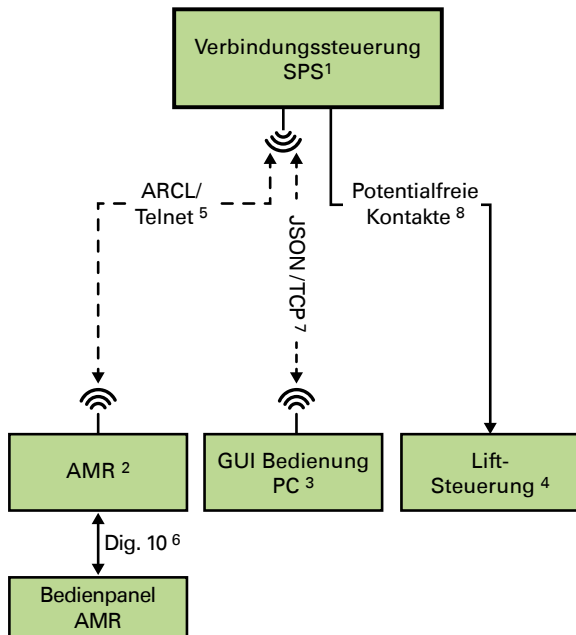 Verbindungssteuerung
SPS¹
ARCL/
Telnet ⁵
JSON /TCP ⁷
Potentialfreie
Kontakte ⁸
AMR ²
GUI Bedienung
PC ³
Lift-
Steuerung ⁴
Dig. 10 ⁶
Bedienpanel
AMR